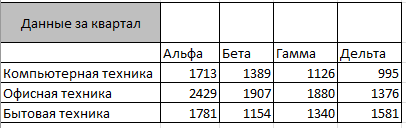 Данные за квартал
Альфа Бета Гамма Дельта
Компьютерная техника 1713 1389 1126 995
Офисная техника 2429 1907 1880 1376
Бытовая техника 1781 1154 1340 1581